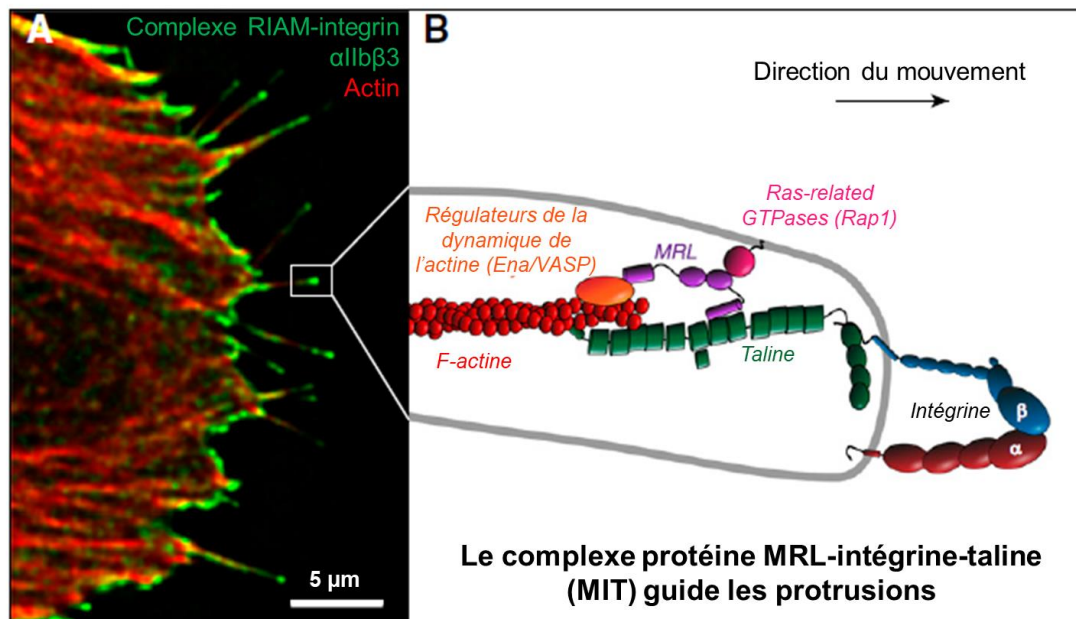 A
Complexe RIAM-integrin
αIIbβ3
Actin
5 µm
B
Direction du mouvement
Ras-related
GTPases (Rap1)
Régulateurs de la
dynamique de
l'actine (Ena/VASP)
MRL
F-actine
Taline
Intégrine
β
α
Le complexe protéine MRL-intégrine-taline
(MIT) guide les protrusions